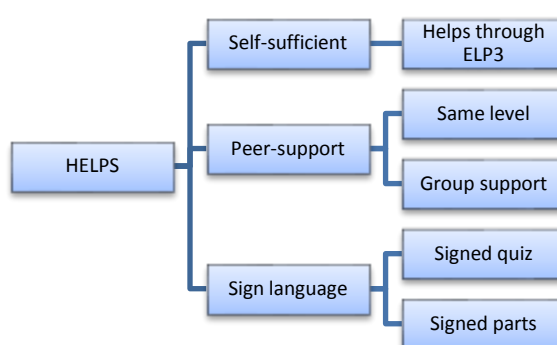 HELPS
Self-sufficient
Helps through
ELP3
Peer-support
Same level
Group support
Sign language
Signed quiz
Signed parts